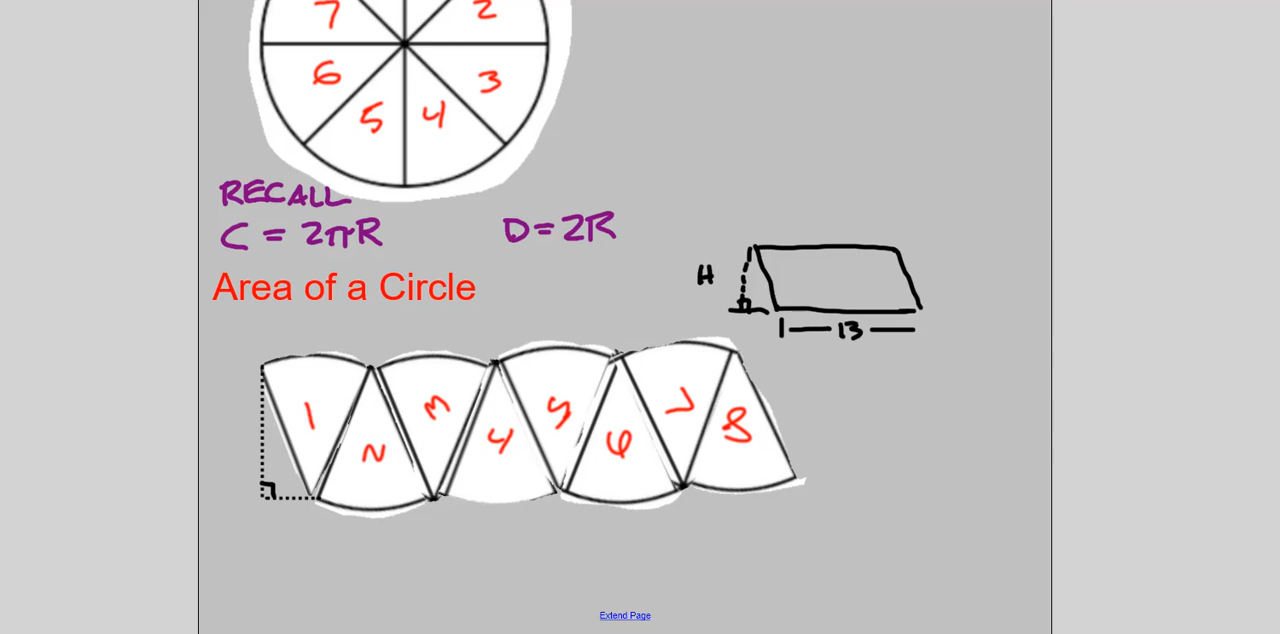 7 2
6 3
5 4
RECALL
C = 2πR D = 2R
Area of a Circle
H
B
1 2 3 4 5 6 7 8
Extend Page